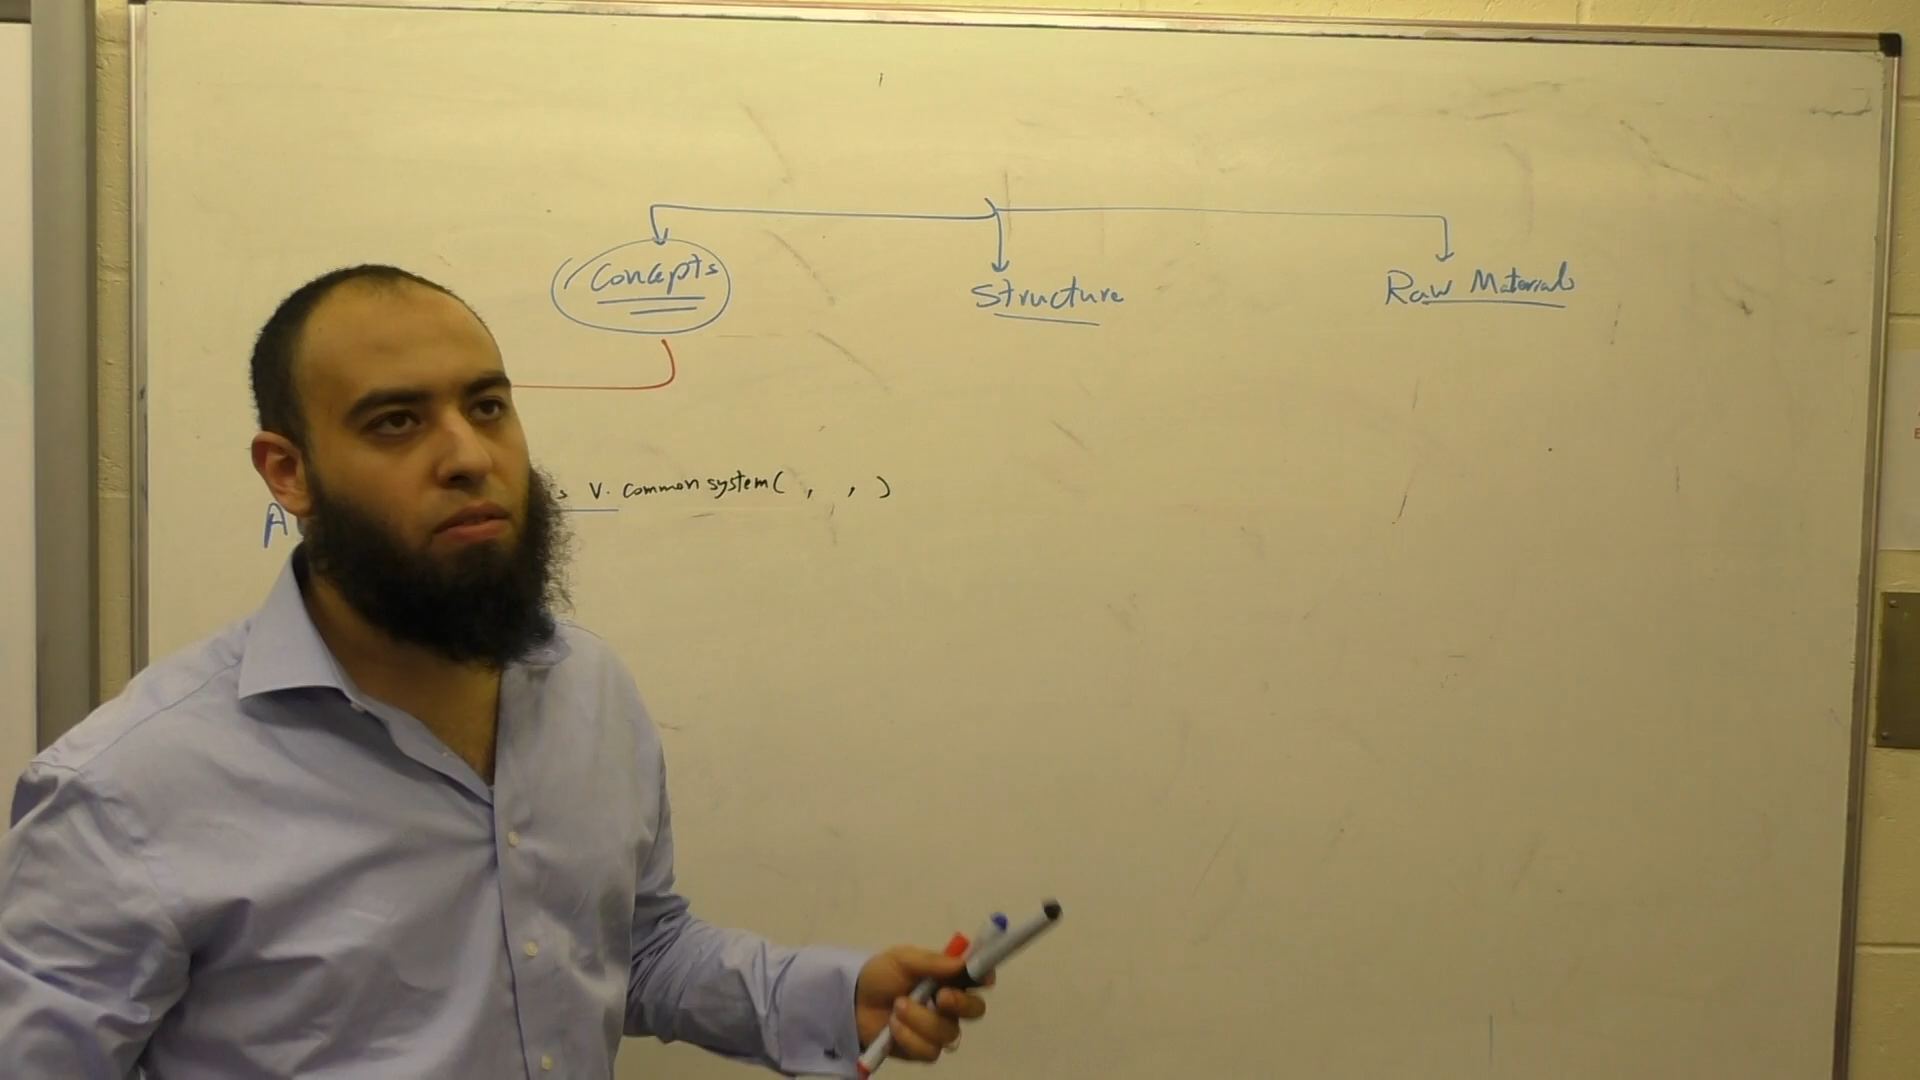 Concepts
Structure
Raw Materials
s V. Common system( , , )
A